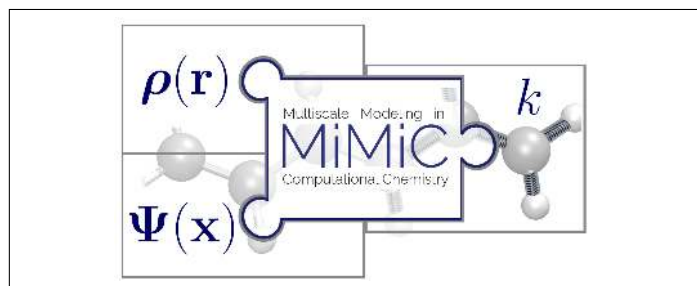 ρ(r)
k
Multiscale Modeling in
MiMiC
Computational Chemistry
Ψ(x)